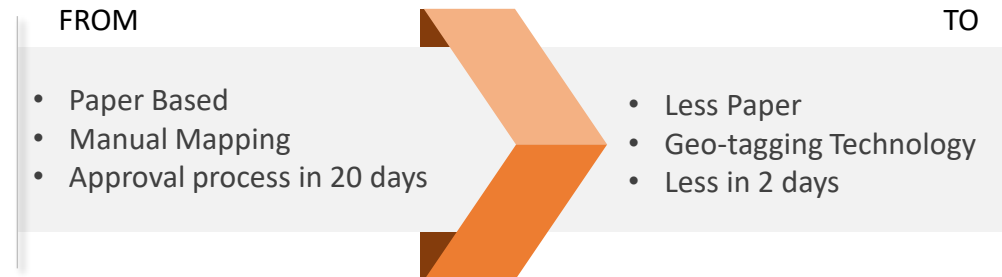 FROM
TO
• Paper Based
• Manual Mapping
• Approval process in 20 days
• Less Paper
• Geo-tagging Technology
• Less in 2 days